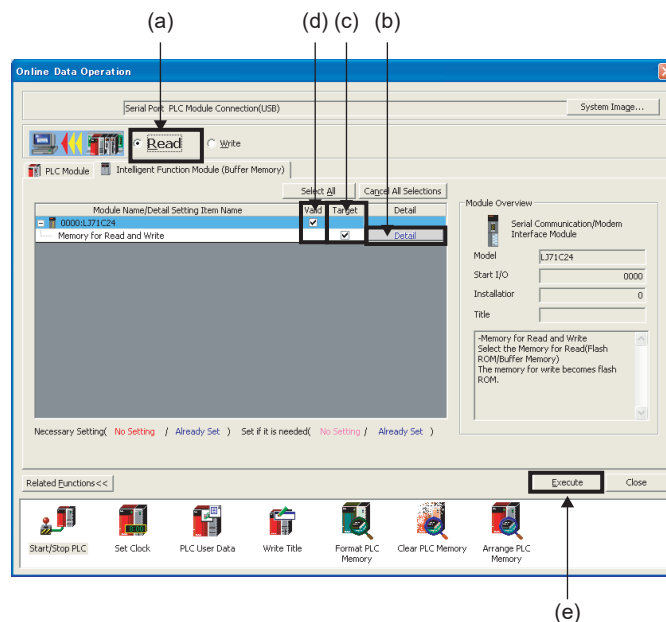 (a) (d) (c) (b)
Online Data Operation
Serial Port PLC Module Connection(USB) System Image...
Read Write
PLC Module Intelligent Function Module (Buffer Memory)
Select All Cancel All Selections
Module Name/Detail Setting Item Name Valid Target Detail
0000:LJ71C24
Memory for Read and Write Detail
Module Overview
Serial Communication/Modem
Interface Module
Model LJ71C24
Start I/O 0000
Installatior 0
Title
-Memory for Read and Write
Select the Memory for Read(Flash
ROM/Buffer Memory)
The memory for write becomes flash
ROM.
Necessary Setting( No Setting / Already Set ) Set if it is needed( No Setting / Already Set )
Related Functions<< Execute Close
Start/Stop PLC Set Clock PLC User Data Write Title Format PLC Clear PLC Memory Arrange PLC
Memory Memory
(e)